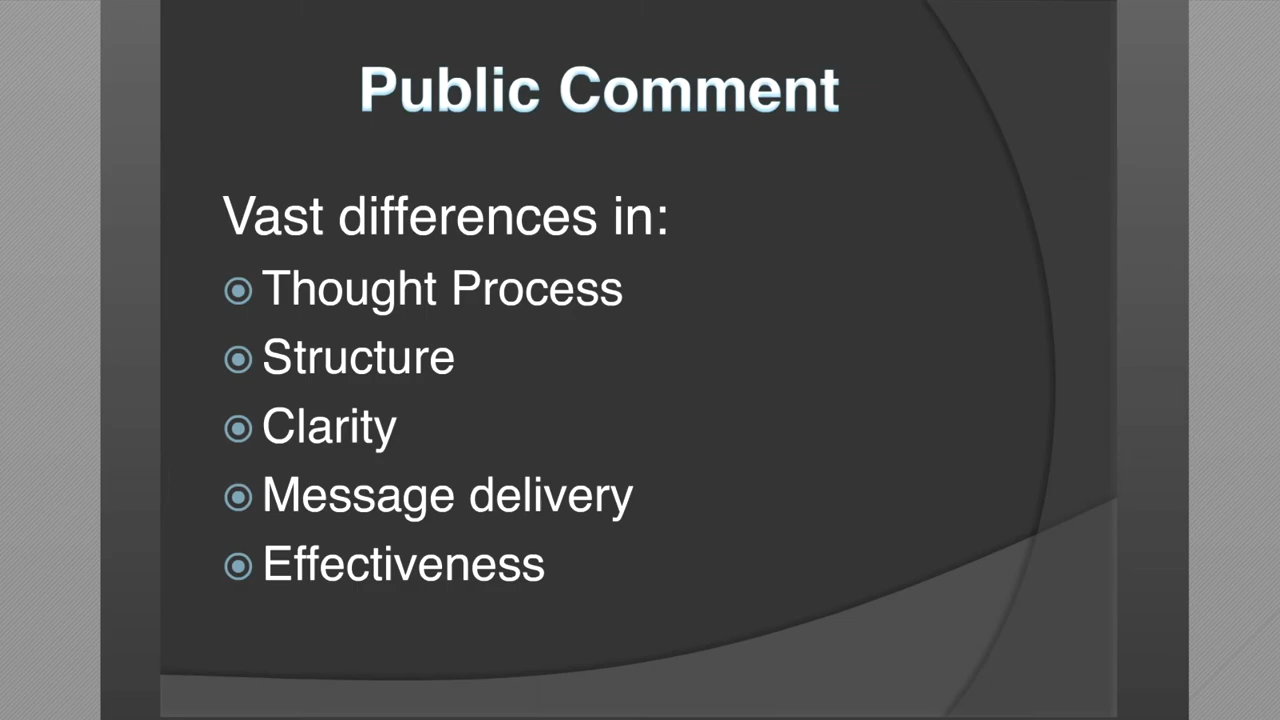 Public Comment
Vast differences in:
Thought Process
Structure
Clarity
Message delivery
Effectiveness